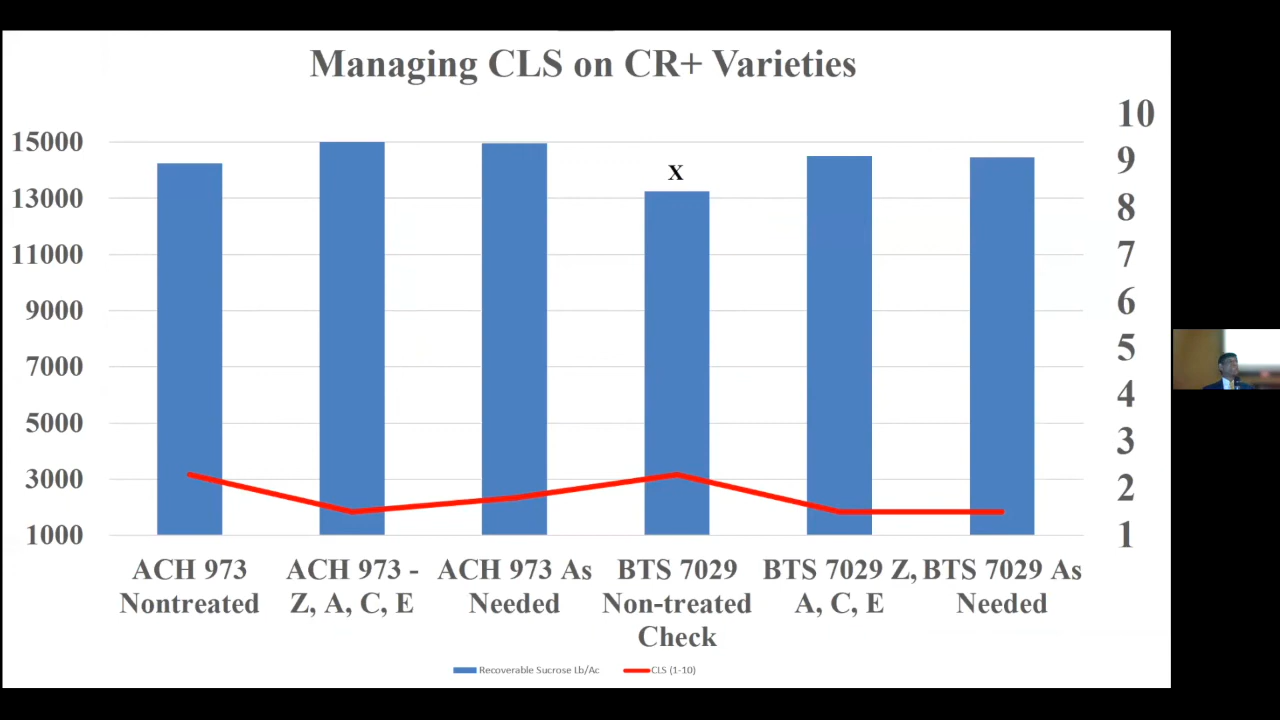 Managing CLS on CR+ Varieties
15000
13000
11000
9000
7000
5000
3000
1000
10
9
8
7
6
5
4
3
2
1
X
ACH 973
Nontreated
ACH 973 -
Z, A, C, E
ACH 973 As
Needed
BTS 7029
Non-treated
Check
BTS 7029 Z,
A, C, E
BTS 7029 As
Needed
Recoverable Sucrose Lb/Ac
CLS (1-10)